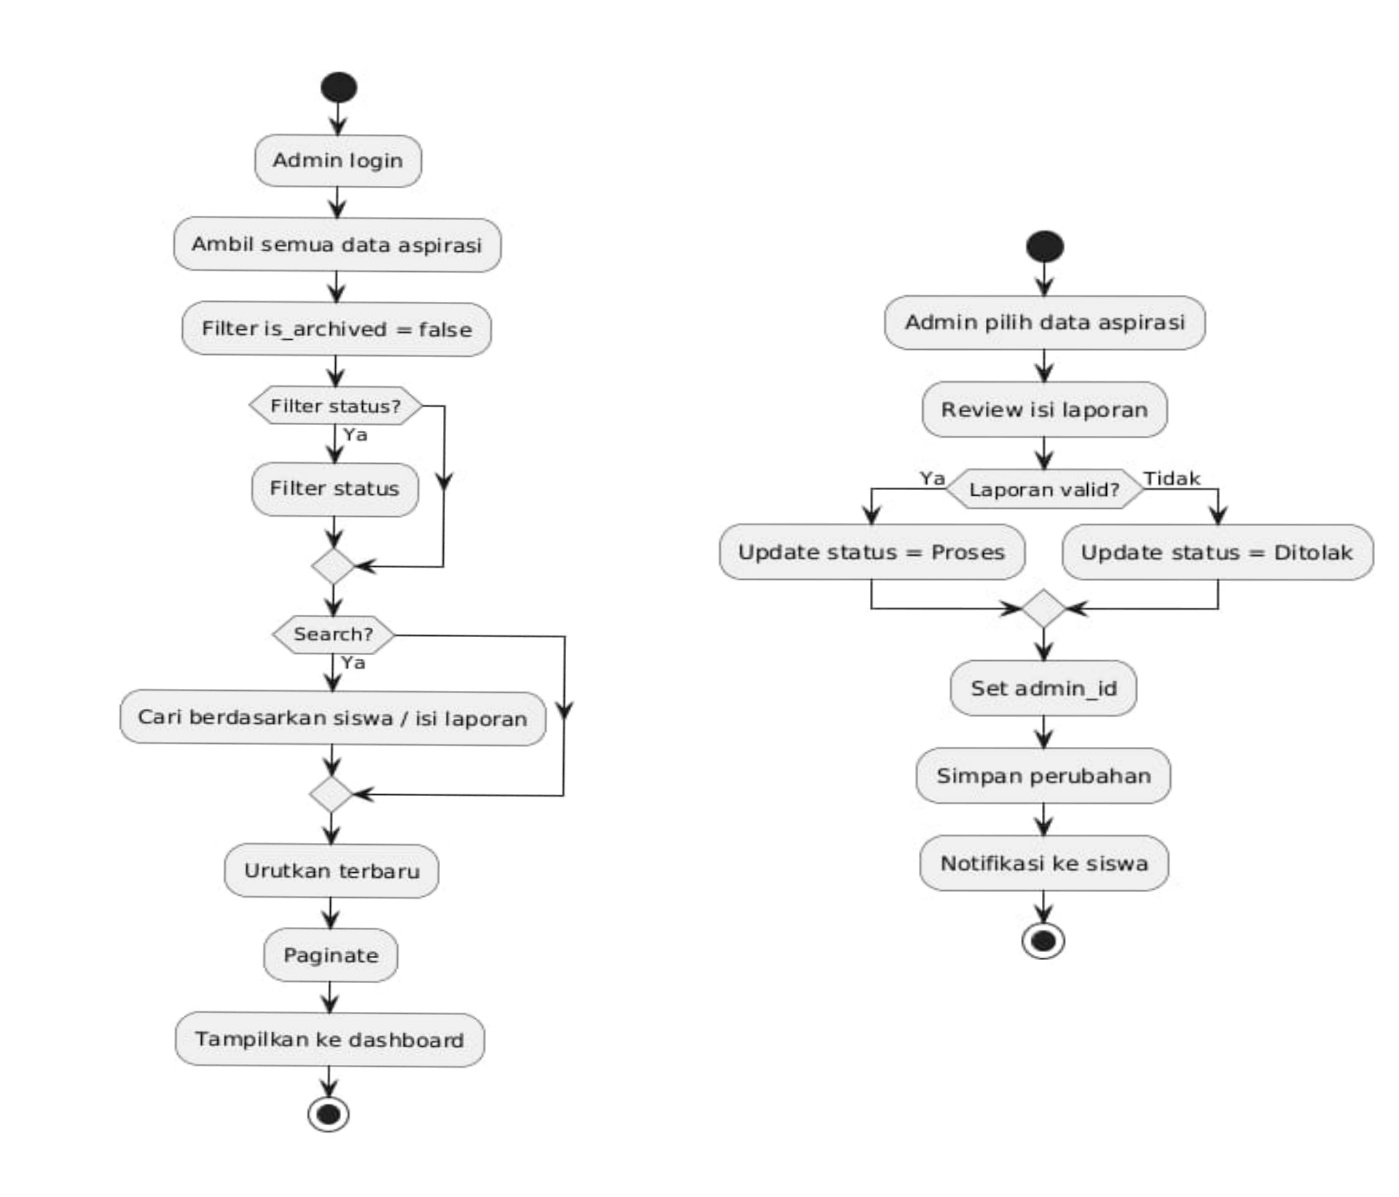 Admin login
Ambil semua data aspirasi
Filter is_archived = false
Filter status?
Ya
Filter status
Search?
Ya
Cari berdasarkan siswa / isi laporan
Urutkan terbaru
Paginate
Tampilkan ke dashboard
Admin pilih data aspirasi
Review isi laporan
Ya
Laporan valid?
Tidak
Update status = Proses
Update status = Ditolak
Set admin_id
Simpan perubahan
Notifikasi ke siswa